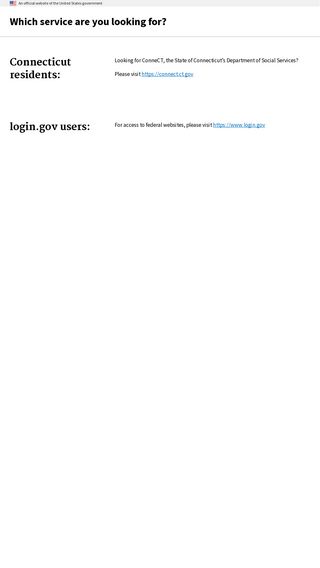 An official website of the United States government
Which service are you looking for?
Connecticut
residents:
Looking for ConneCT, the State of Connecticut's Department of Social Services?
Please visit https://connect.ct.gov
login.gov users:
For access to federal websites, please visit https://www.login.gov